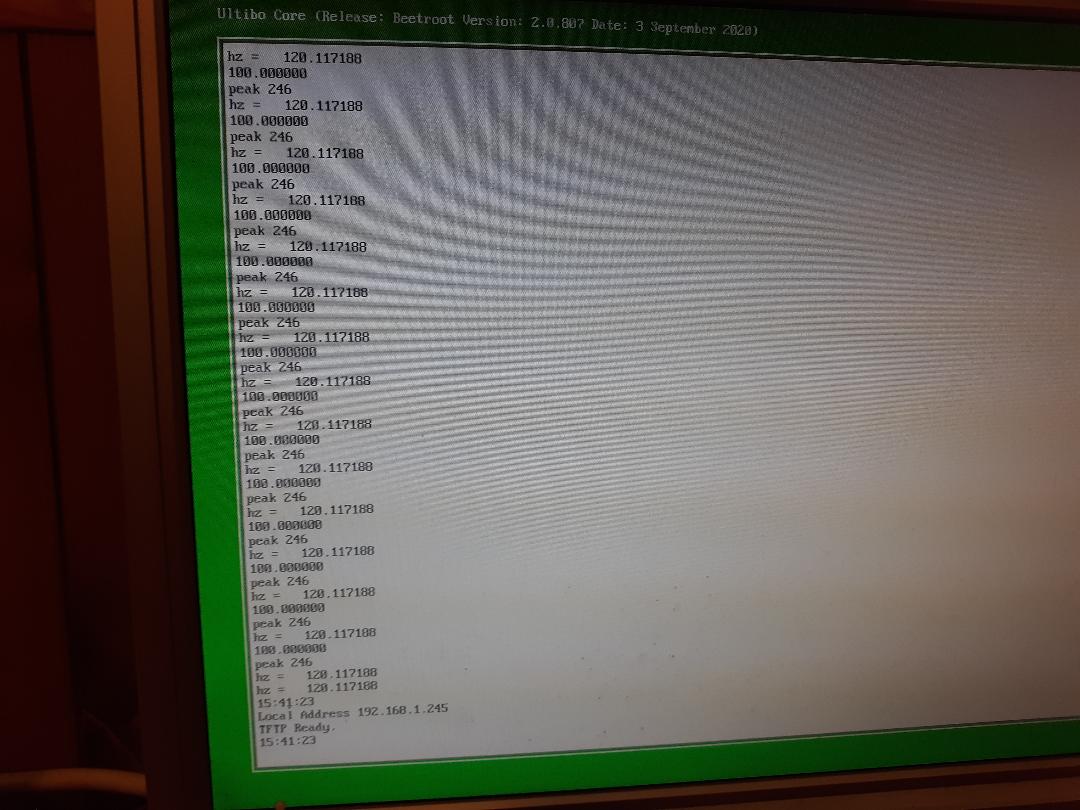 Ultibo Core (Release: Beetroot Version: 2.0.807 Date: 3 September 2020)
hz =   120.117188
100.000000
peak 246
hz =   120.117188
100.000000
peak 246
hz =   120.117188
100.000000
peak 246
hz =   120.117188
100.000000
peak 246
hz =   120.117188
100.000000
peak 246
hz =   120.117188
100.000000
peak 246
hz =   120.117188
100.000000
peak 246
hz =   120.117188
100.000000
peak 246
hz =   120.117188
100.000000
peak 246
hz =   120.117188
100.000000
peak 246
hz =   120.117188
100.000000
peak 246
hz =   120.117188
100.000000
peak 246
hz =   120.117188
100.000000
peak 246
hz =   120.117188
100.000000
peak 246
hz =   120.117188
hz =   120.117188
15:41:23
Local Address 192.168.1.245
TFTP Ready.
15:41:23